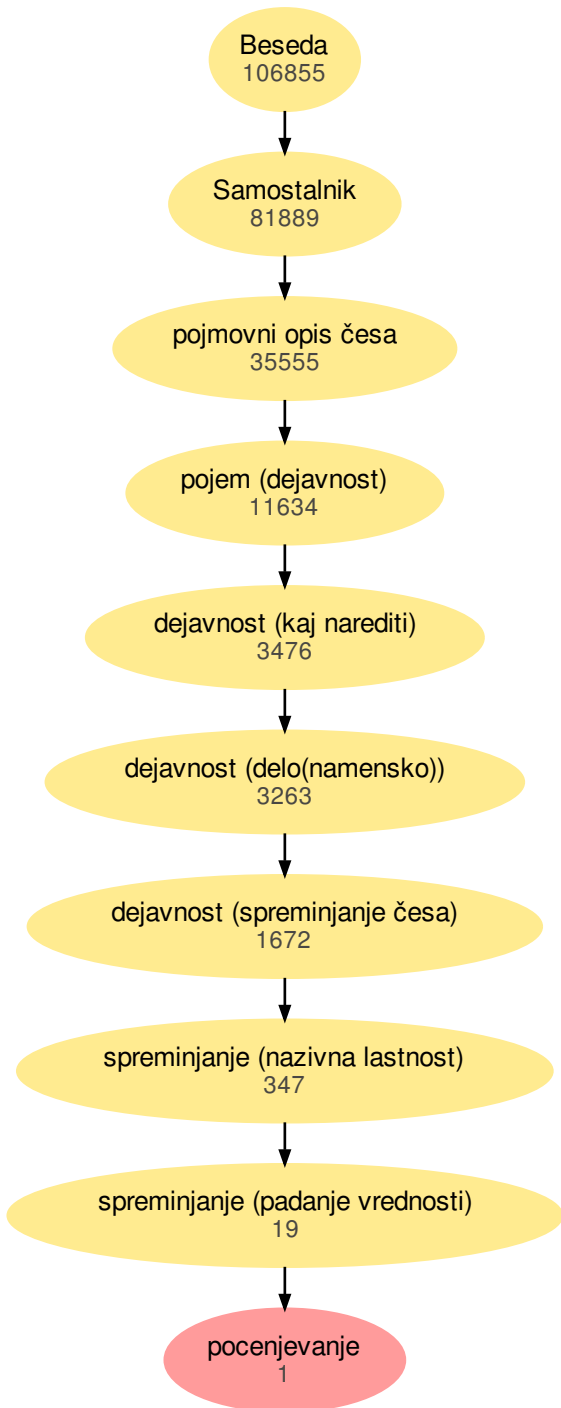 Beseda
106855
Samostalnik
81889
pojmovni opis česa
35555
pojem (dejavnost)
11634
dejavnost (kaj narediti)
3476
dejavnost (delo(namensko))
3263
dejavnost (spreminjanje česa)
1672
spreminjanje (nazivna lastnost)
347
spreminjanje (padanje vrednosti)
19
pocenjevanje
1